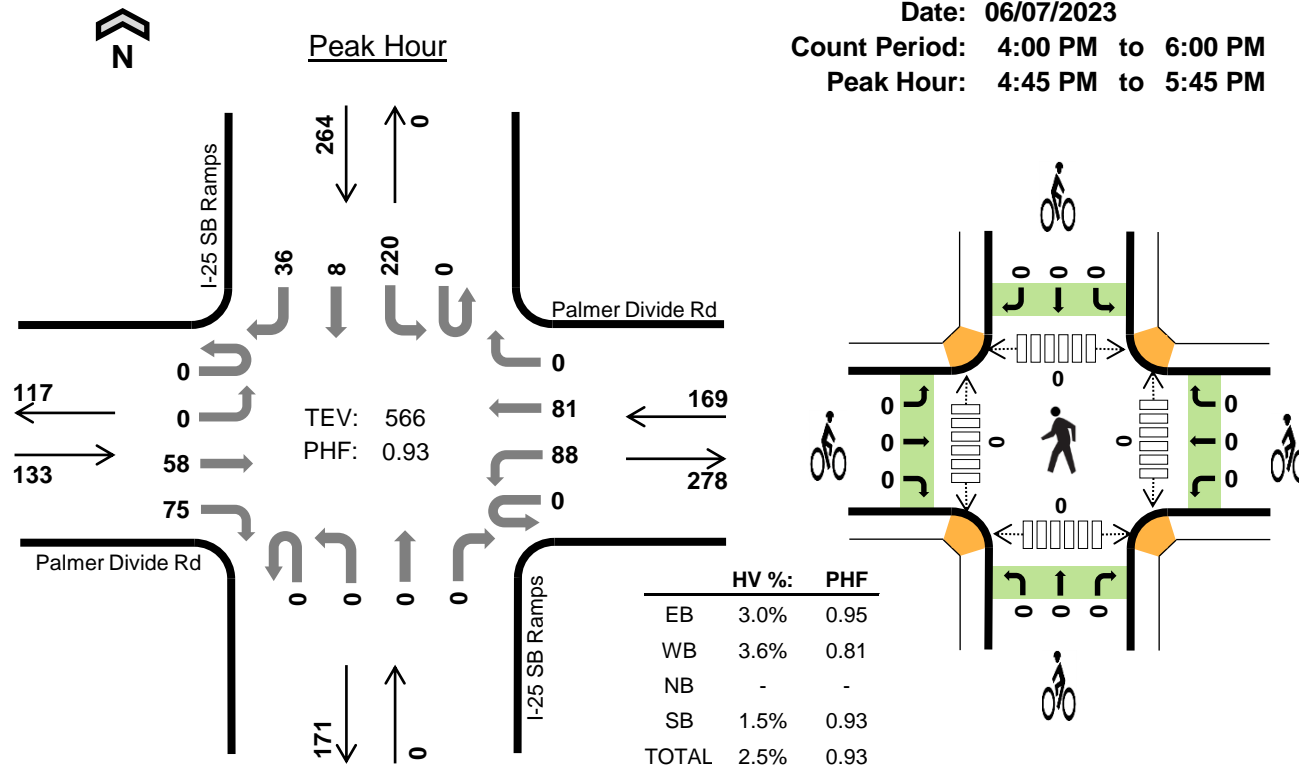 Date: 06/07/2023
Count Period: 4:00 PM to 6:00 PM
Peak Hour: 4:45 PM to 5:45 PM
N
Peak Hour
264
0
I-25 SB Ramps
36
8
220
0
Palmer Divide Rd
0
0
58
75
117
133
TEV: 566
PHF: 0.93
0
81
88
0
169
278
Palmer Divide Rd
0
0
0
0
I-25 SB Ramps
171
0
HV %: PHF
EB 3.0% 0.95
WB 3.6% 0.81
NB - -
SB 1.5% 0.93
TOTAL 2.5% 0.93
0 0 0
0
0
0
0
0
0
0
0
0
0
0 0 0